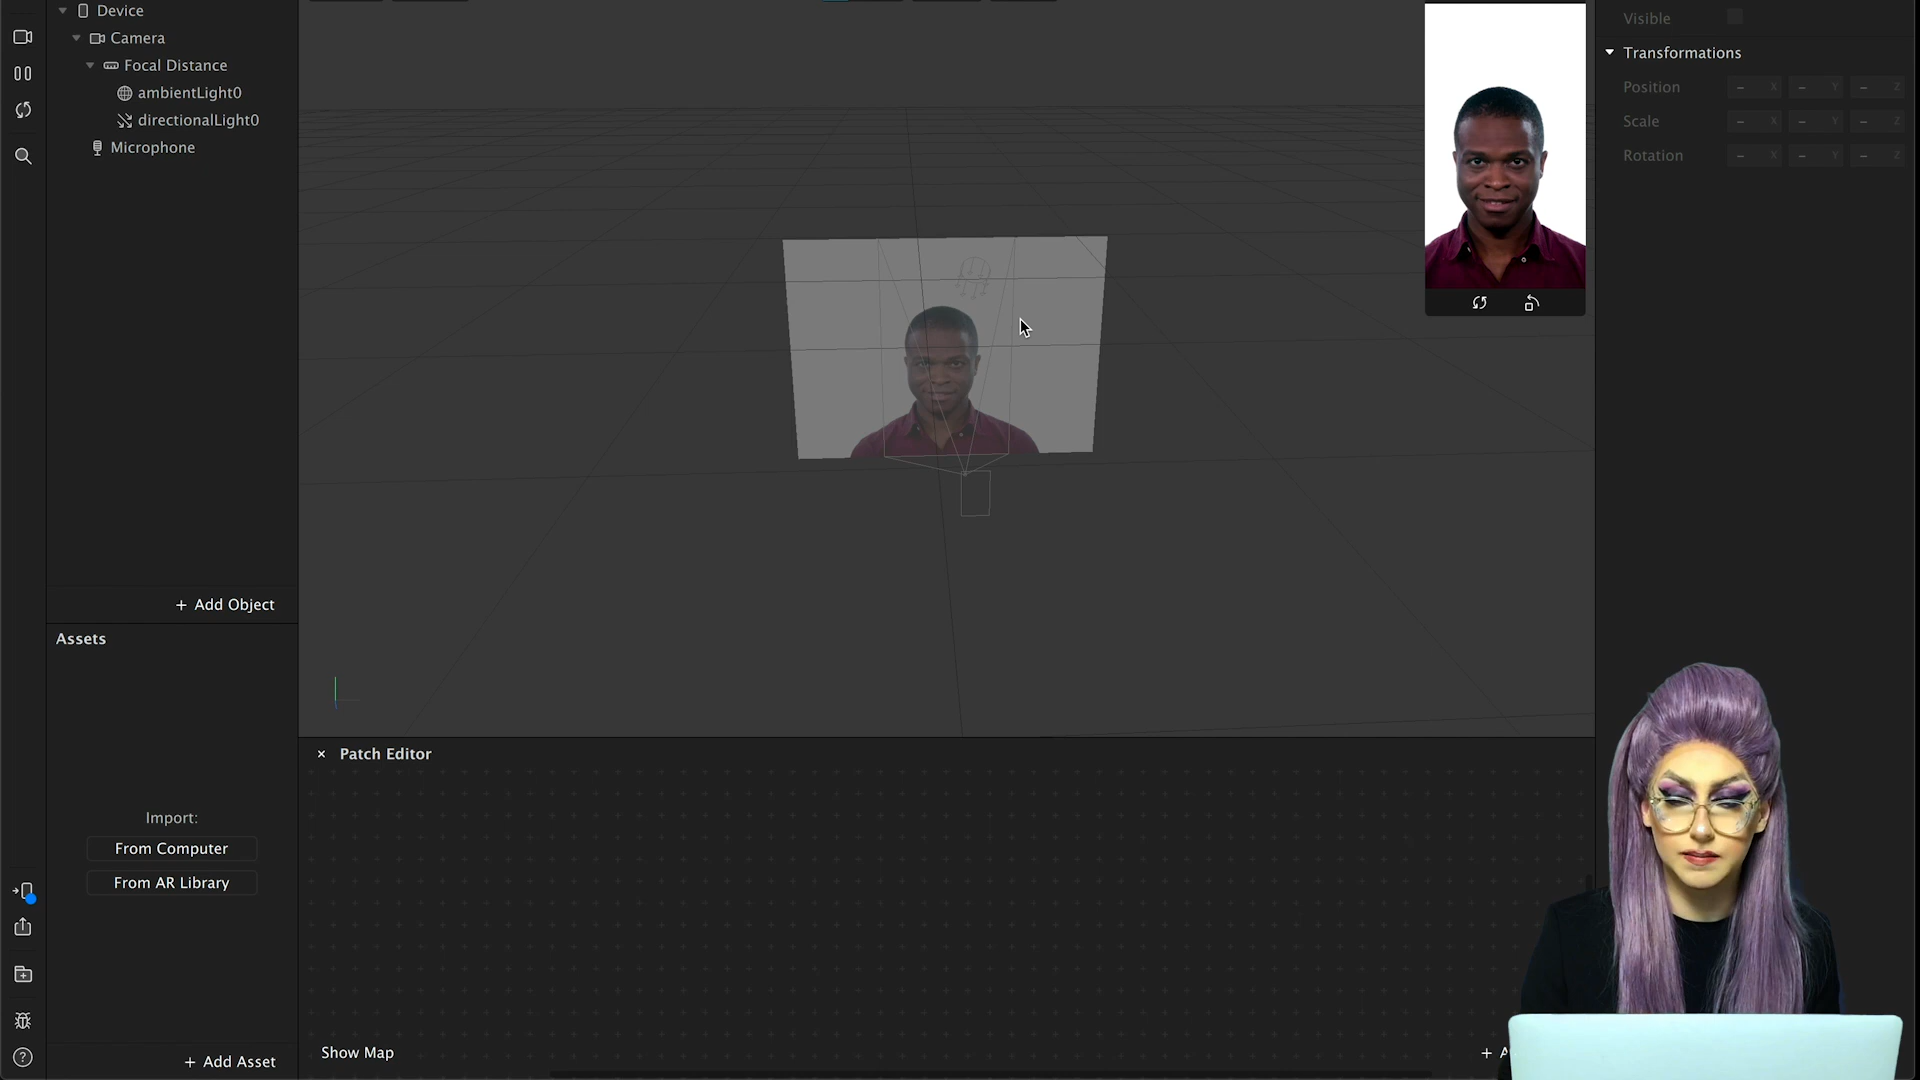 Device
Camera
Focal Distance
ambientLight0
directionalLight0
Microphone
+ Add Object
Assets
Import:
From Computer
From AR Library
+ Add Asset
× Patch Editor
Show Map
+
Visible
Transformations
Position – X – Y – Z
Scale – X – Y – Z
Rotation – X – Y – Z